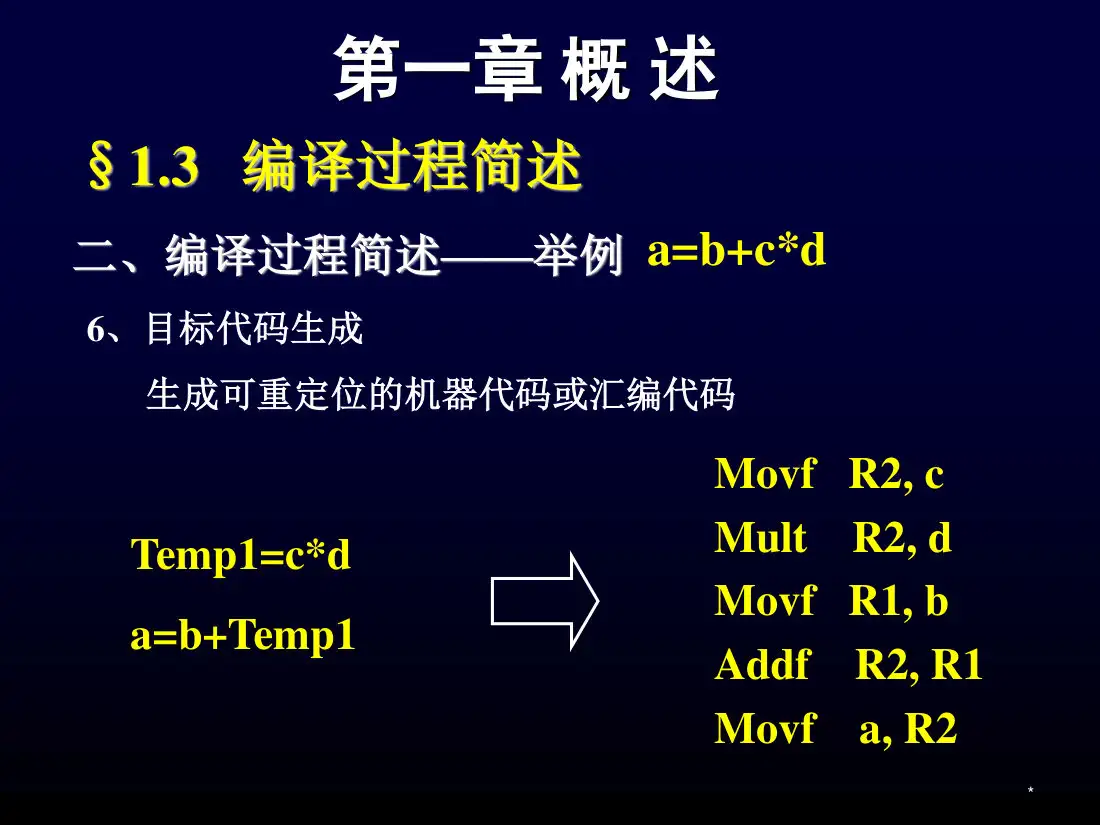 第一章 概 述
§1.3 编译过程简述
二、编译过程简述——举例 a=b+c*d
6、目标代码生成
生成可重定位的机器代码或汇编代码
Temp1=c*d
a=b+Temp1
Movf R2, c
Mult R2, d
Movf R1, b
Addf R2, R1
Movf a, R2
*